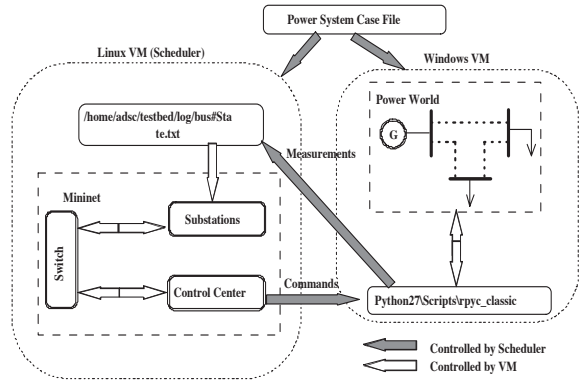 Power System Case File
Linux VM (Scheduler)
Windows VM
/home/adsc/testbed/log/bus#Sta
te.txt
Power World
G
Measurements
Mininet
Substations
Switch
Control Center
Commands
Python27\Scripts\rpyc_classic
Controlled by Scheduler
Controlled by VM